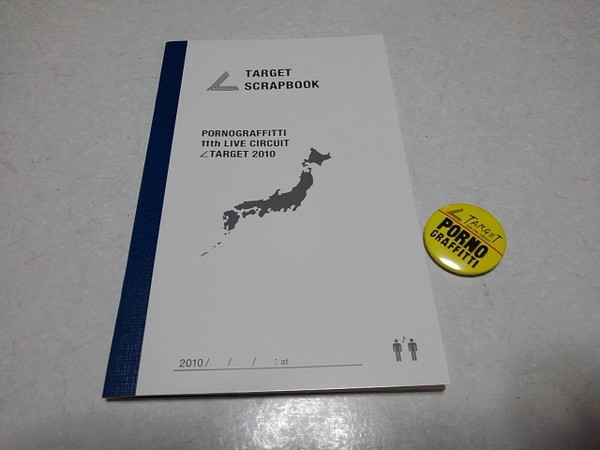 TARGET
SCRAPBOOK
PORNOGRAFFITTI
11th LIVE CIRCUIT
∠TARGET 2010
2010 / / / : at
TARGET
PORNO
GRAFFITTI